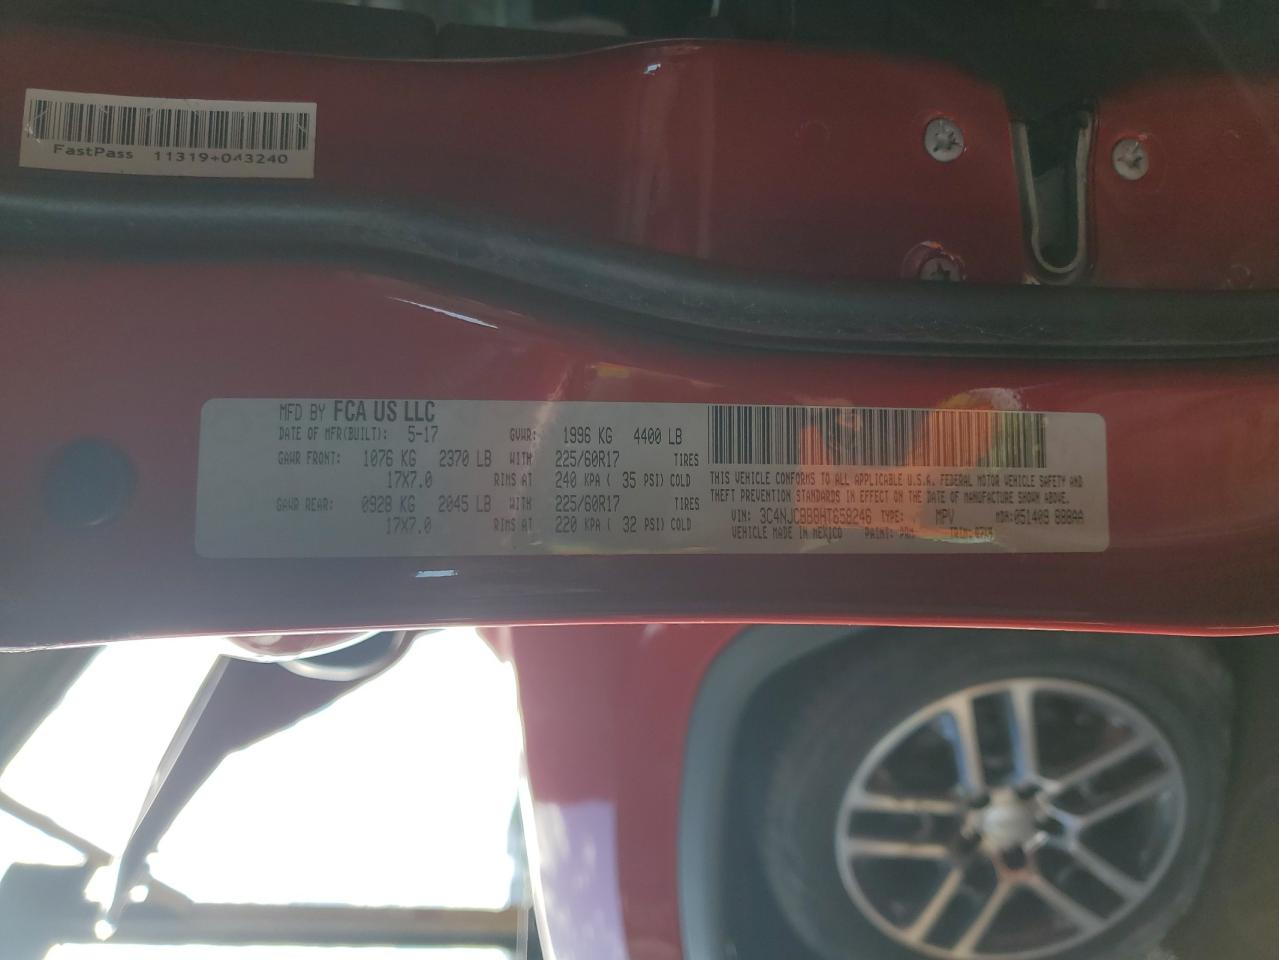 FastPass 11319+043240
MFD BY FCA US LLC
DATE OF MFR(BUILT): 5-17 GVWR: 1996 KG 4400 LB
GAWR FRONT: 1076 KG 2370 LB WITH 225/60R17 TIRES
17X7.0 RIMS AT 240 KPA ( 35 PSI) COLD
GAWR REAR: 0928 KG 2045 LB WITH 225/60R17 TIRES
17X7.0 RIMS AT 220 KPA ( 32 PSI) COLD
THIS VEHICLE CONFORMS TO ALL APPLICABLE U.S.A. FEDERAL MOTOR VEHICLE SAFETY AND
THEFT PREVENTION STANDARDS IN EFFECT ON THE DATE OF MANUFACTURE SHOWN ABOVE.
VIN: 3C4NJCBB8HT658246 TYPE: MPV MDH: 051409 888AA
VEHICLE MADE IN MEXICO PAINT: TRIM: